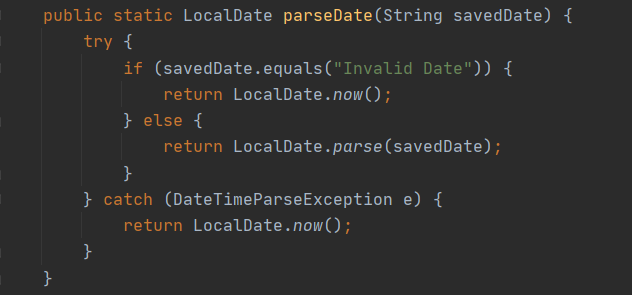 public static LocalDate parseDate(String savedDate) {
    try {
        if (savedDate.equals("Invalid Date")) {
            return LocalDate.now();
        } else {
            return LocalDate.parse(savedDate);
        }
    } catch (DateTimeParseException e) {
        return LocalDate.now();
    }
}